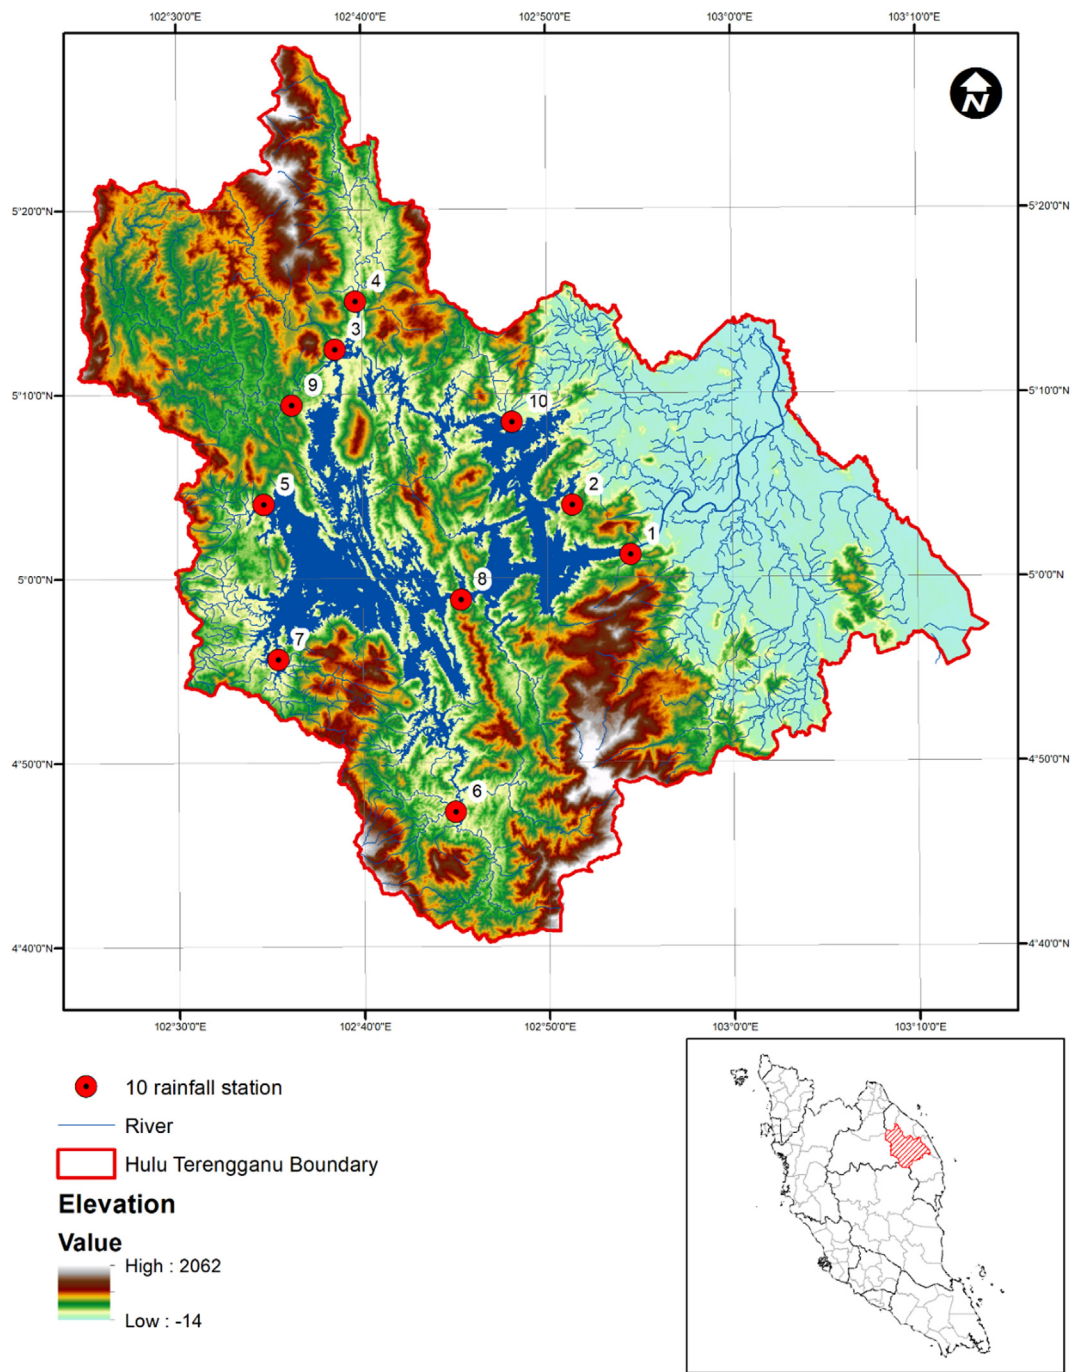 102°30'0"E 102°40'0"E 102°50'0"E 103°0'0"E 103°10'0"E
N
5°20'0"N 5°20'0"N
4
3
5°10'0"N 9 10 5°10'0"N
5 2
1
5°0'0"N 8 5°0'0"N
7
4°50'0"N 4°50'0"N
6
4°40'0"N 4°40'0"N
102°30'0"E 102°40'0"E 102°50'0"E 103°0'0"E 103°10'0"E
10 rainfall station
River
Hulu Terengganu Boundary
Elevation
Value
High : 2062
Low : -14